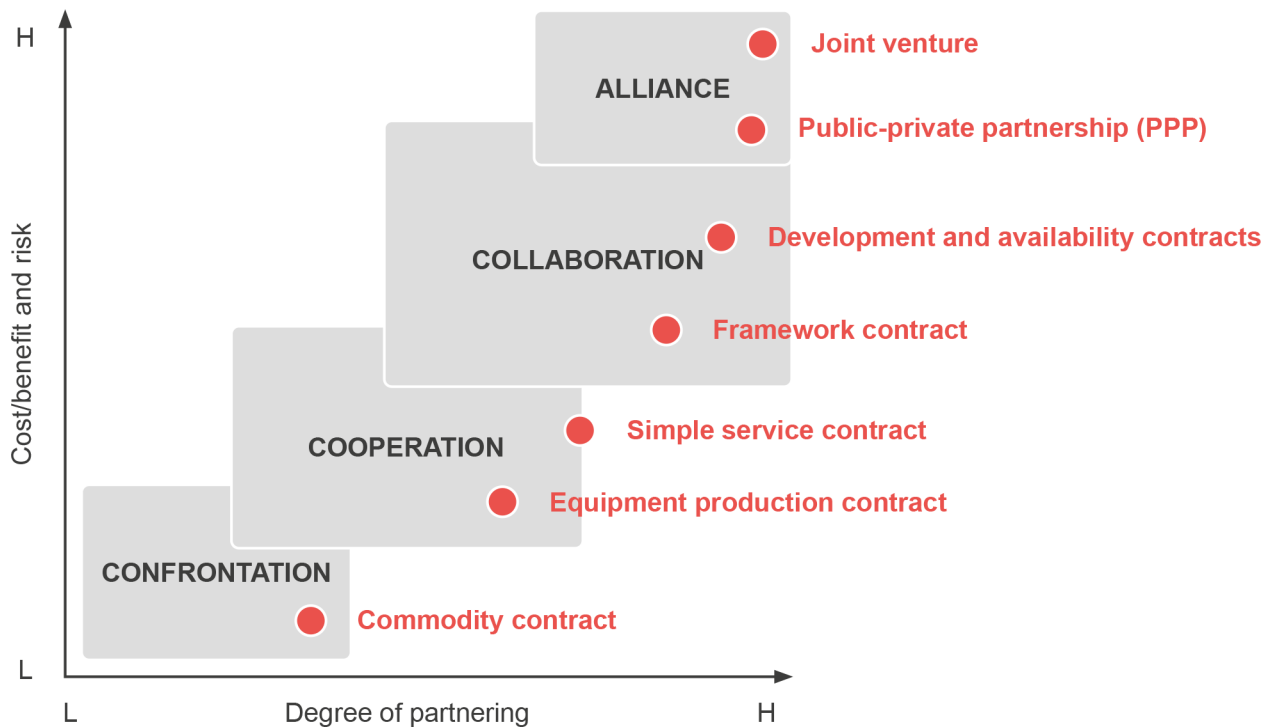 H
Joint venture
ALLIANCE
Public-private partnership (PPP)
Cost/benefit and risk
Development and availability contracts
COLLABORATION
Framework contract
Simple service contract
COOPERATION
Equipment production contract
CONFRONTATION
Commodity contract
L
L
Degree of partnering
H